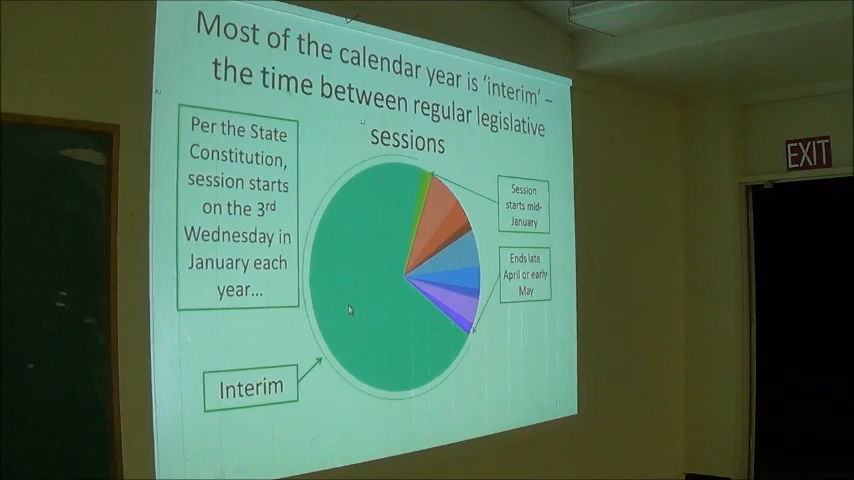 Most of the calendar year is ‘interim’ –
the time between regular legislative
sessions
Per the State
Constitution,
session starts
on the 3rd
Wednesday in
January each
year...
Session
starts mid-
January
Ends late
April or early
May
Interim
EXIT